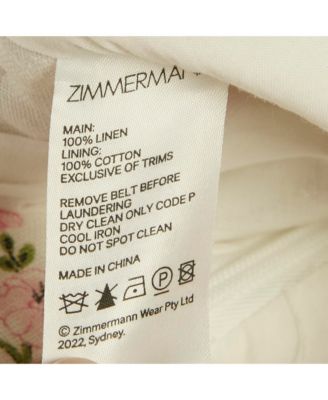 ZIMMERMAN
MAIN:
100% LINEN
LINING:
100% COTTON
EXCLUSIVE OF TRIMS
REMOVE BELT BEFORE
LAUNDERING
DRY CLEAN ONLY CODE P
COOL IRON
DO NOT SPOT CLEAN
MADE IN CHINA
P
© Zimmermann Wear Pty Ltd
2022, Sydney.